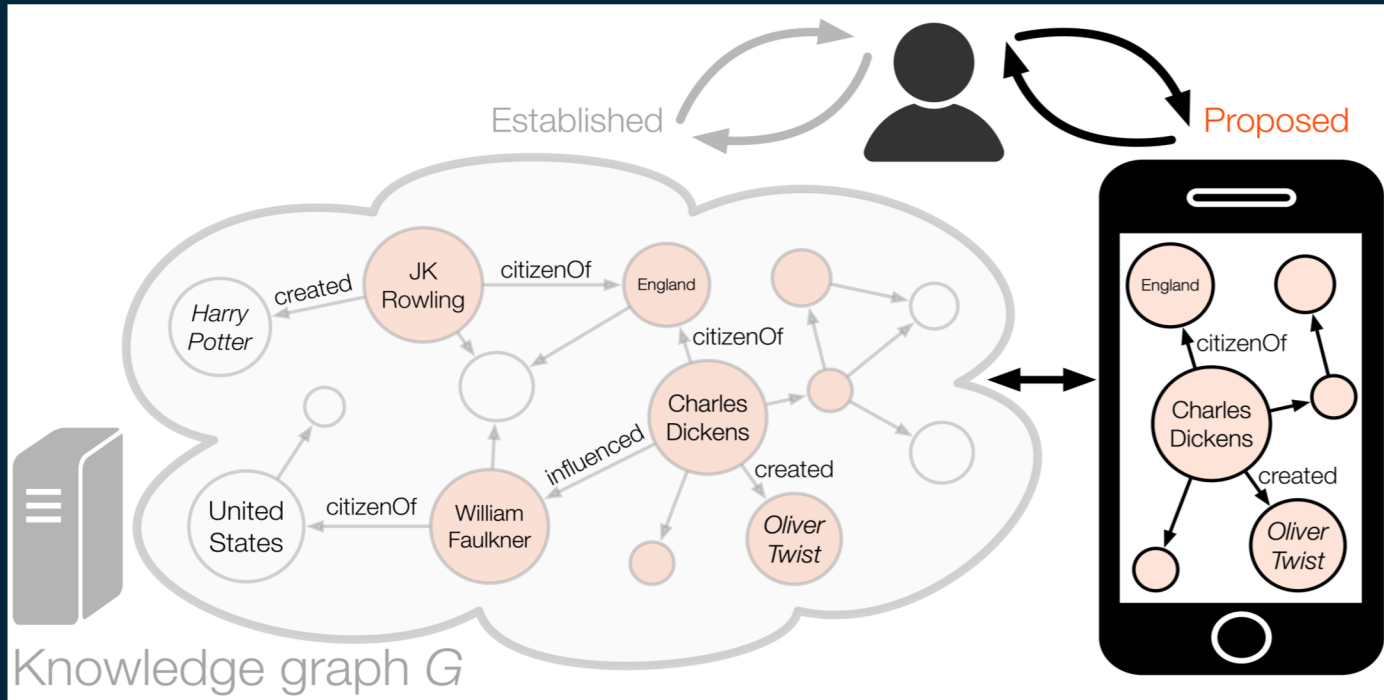 Established
Proposed
JK
Rowling
citizenOf
England
created
Harry
Potter
citizenOf
Charles
Dickens
influenced
created
United
States
citizenOf
William
Faulkner
Oliver
Twist
Knowledge graph G
England
citizenOf
Charles
Dickens
created
Oliver
Twist